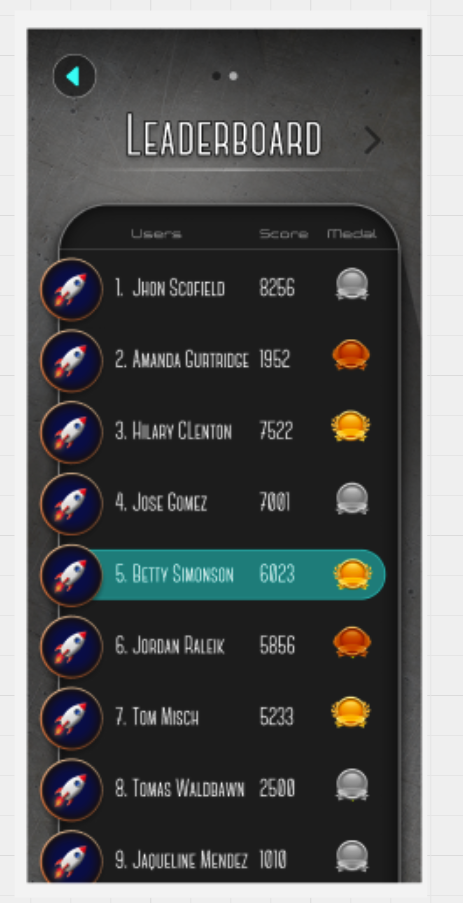 Leaderboard
Users Score Medal
1. Jhon Scofield 8256
2. Amanda Gurtridge 1952
3. Hilary CLenton 7522
4. Jose Gomez 7001
5. Betty Simonson 6023
6. Jordan Raleik 5856
7. Tom Misch 5233
8. Tomas Waldbawn 2500
9. Jaqueline Mendez 1010